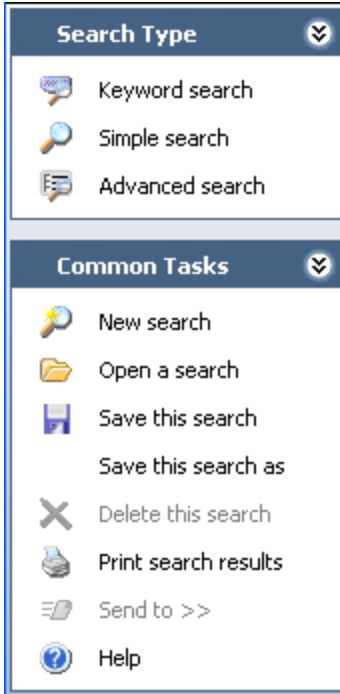 Search Type
Keyword search
Simple search
Advanced search
Common Tasks
New search
Open a search
Save this search
Save this search as
Delete this search
Print search results
Send to >>
Help